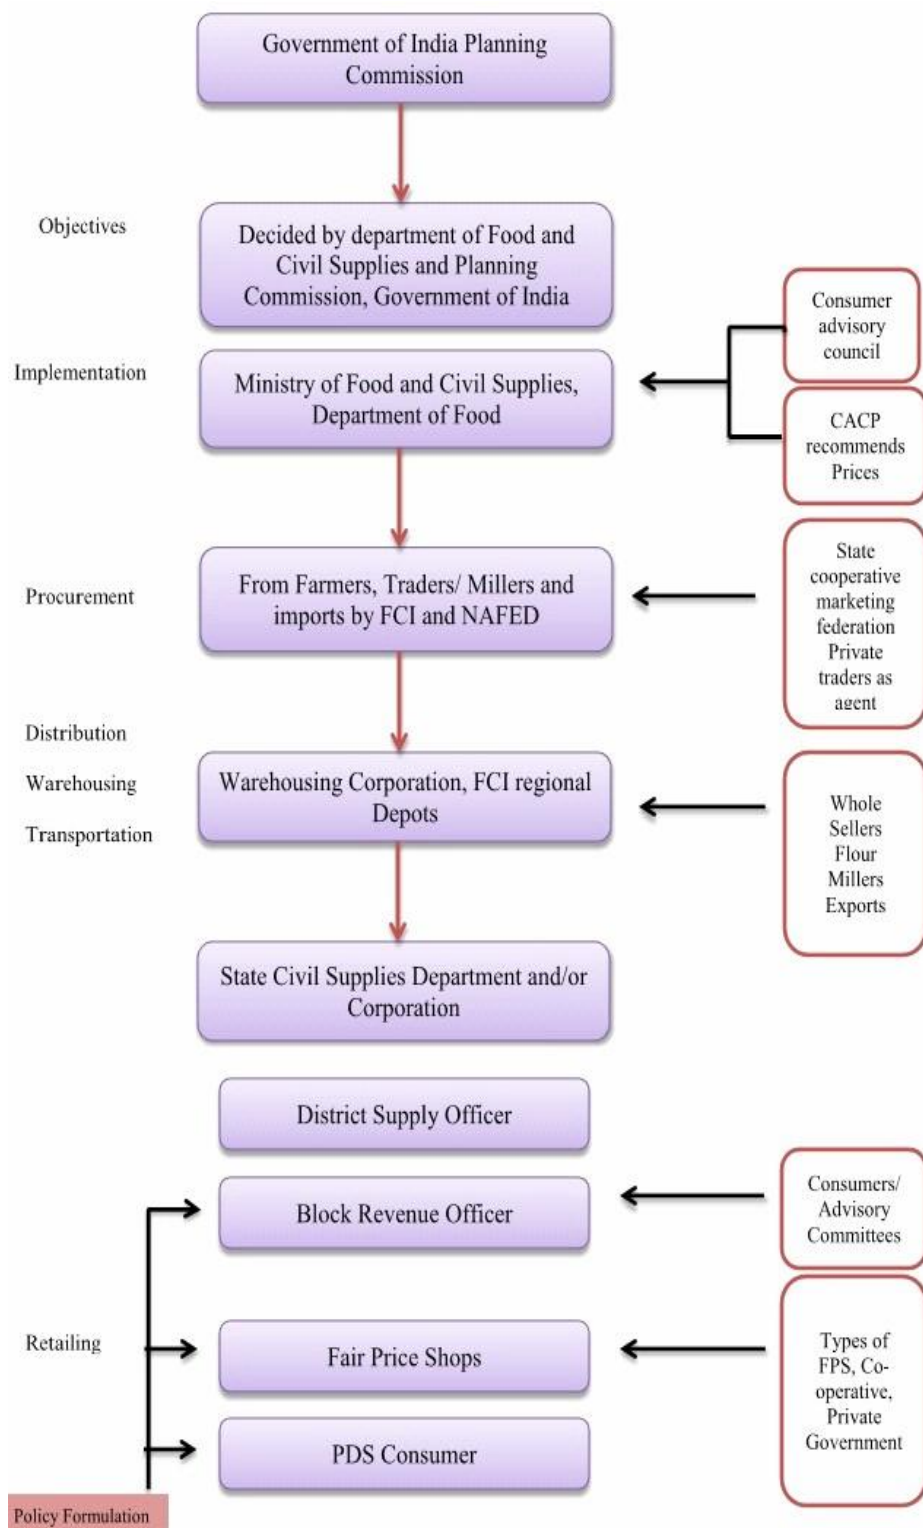 Government of India Planning
Commission
Objectives
Decided by department of Food and
Civil Supplies and Planning
Commission, Government of India
Consumer
advisory
council
Implementation
Ministry of Food and Civil Supplies,
Department of Food
CACP
recommends
Prices
Procurement
From Farmers, Traders/ Millers and
imports by FCI and NAFED
State
cooperative
marketing
federation
Private
traders as
agent
Distribution
Warehousing
Transportation
Warehousing Corporation, FCI regional
Depots
Whole
Sellers
Flour
Millers
Exports
State Civil Supplies Department and/or
Corporation
District Supply Officer
Block Revenue Officer
Consumers/
Advisory
Committees
Retailing
Fair Price Shops
Types of
FPS, Co-
operative,
Private
Government
PDS Consumer
Policy Formulation